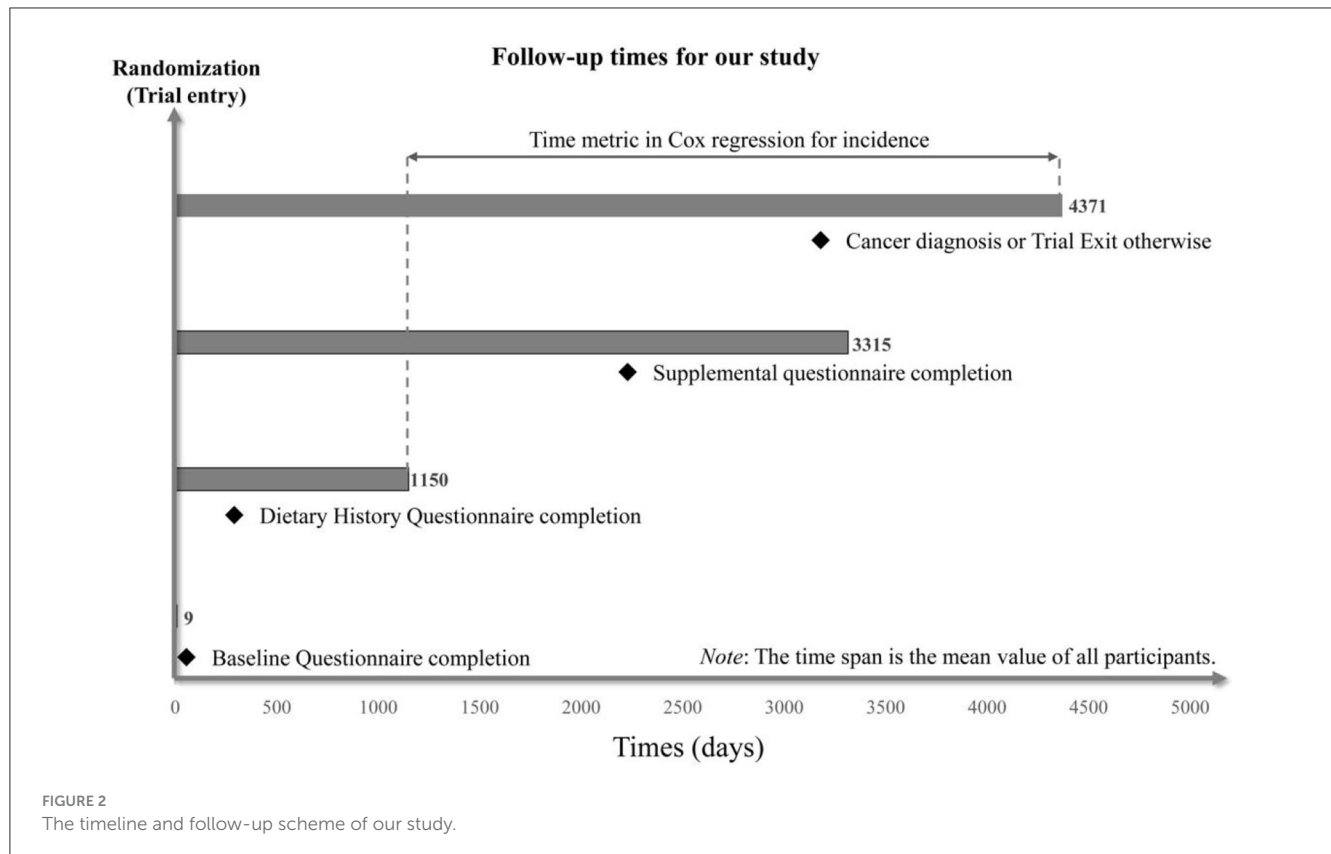 Follow-up times for our study
Randomization
(Trial entry)
Time metric in Cox regression for incidence
4371
◆ Cancer diagnosis or Trial Exit otherwise
3315
◆ Supplemental questionnaire completion
1150
◆ Dietary History Questionnaire completion
9
◆ Baseline Questionnaire completion
Note: The time span is the mean value of all participants.
0 500 1000 1500 2000 2500 3000 3500 4000 4500 5000
Times (days)
FIGURE 2
The timeline and follow-up scheme of our study.